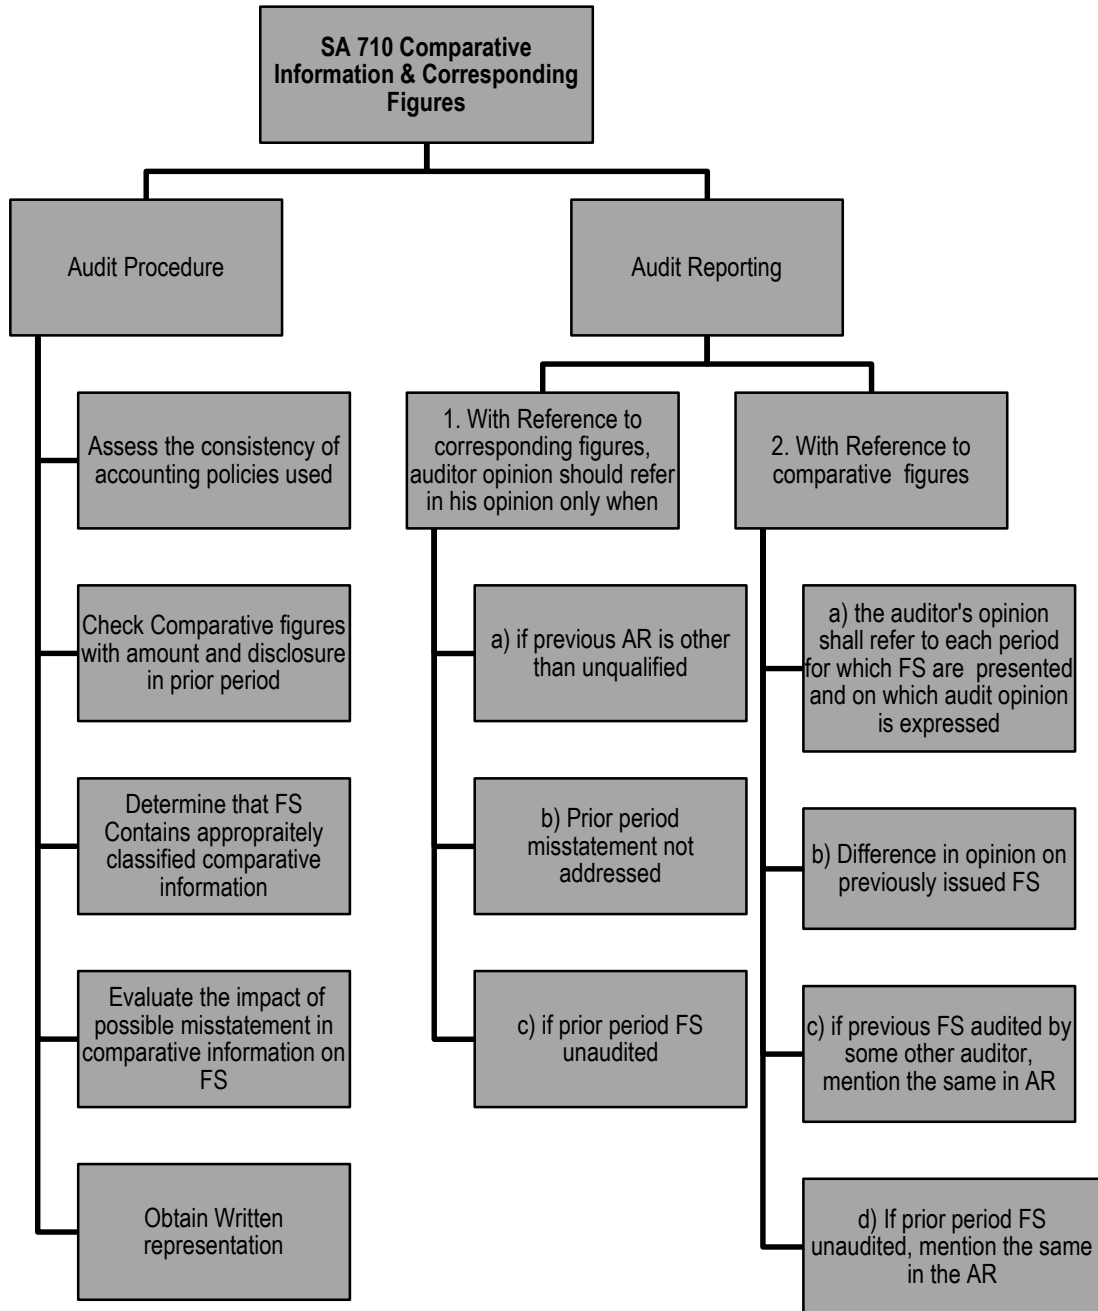 SA 710 Comparative
Information & Corresponding
Figures
Audit Procedure
Assess the consistency of
accounting policies used
Check Comparative figures
with amount and disclosure
in prior period
Determine that FS
Contains appropraitely
classified comparative
information
Evaluate the impact of
possible misstatement in
comparative information on
FS
Obtain Written
representation
Audit Reporting
1. With Reference to
corresponding figures,
auditor opinion should refer
in his opinion only when
a) if previous AR is other
than unqualified
b) Prior period
misstatement not
addressed
c) if prior period FS
unaudited
2. With Reference to
comparative figures
a) the auditor's opinion
shall refer to each period
for which FS are presented
and on which audit opinion
is expressed
b) Difference in opinion on
previously issued FS
c) if previous FS audited by
some other auditor,
mention the same in AR
d) If prior period FS
unaudited, mention the same
in the AR